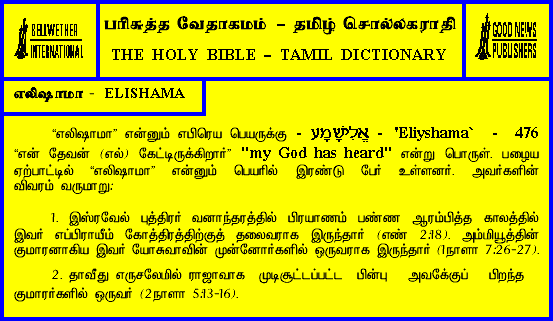 BELLWETHER
INTERNATIONAL
பரிசுத்த வேதாகமம் – தமிழ் சொல்லகராதி
THE HOLY BIBLE – TAMIL DICTIONARY
GOOD NEWS
PUBLISHERS
எலிஷாமா - ELISHAMA
“எலிஷாமா” என்னும் எபிரெய பெயருக்கு - אֱלִישָׁמָע - 'Eliyshama` - 476
“என் தேவன் (எல்) கேட்டிருக்கிறார்” "my God has heard" என்று பொருள். பழைய
ஏற்பாட்டில் “எலிஷாமா” என்னும் பெயரில் இரண்டு பேர் உள்ளனர். அவர்களின்
விவரம் வருமாறு:
1. இஸ்ரவேல் புத்திரர் வனாந்தரத்தில் பிரயாணம் பண்ண ஆரம்பித்த காலத்தில்
இவர் எப்பிராயீம் கோத்திரத்திற்குத் தலைவராக இருந்தார் (எண் 2:18). அம்மியூத்தின்
குமாரனாகிய இவர் யோசுவாவின் முன்னோர்களில் ஒருவராக இருந்தார் (1நாளா 7:26-27).
2. தாவீது எருசலேமில் ராஜாவாக முடிசூட்டப்பட்ட பின்பு அவருக்குப் பிறந்த
குமாரர்களில் ஒருவர் (2நாளா 5:13-16).